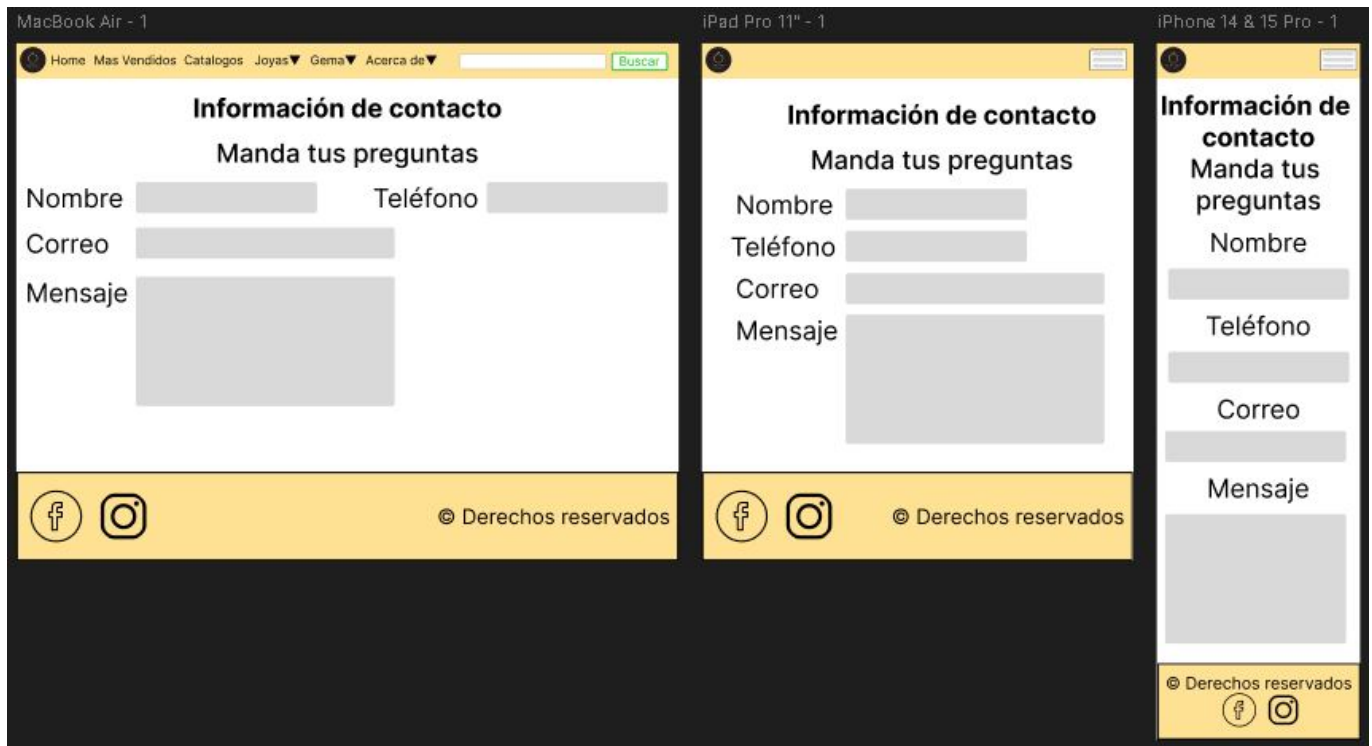 MacBook Air - 1
Home Mas Vendidos Catalogos Joyas▼ Gema▼ Acerca de▼ Buscar
Información de contacto
Manda tus preguntas
Nombre
Teléfono
Correo
Mensaje
© Derechos reservados
iPad Pro 11" - 1
Información de contacto
Manda tus preguntas
Nombre
Teléfono
Correo
Mensaje
© Derechos reservados
iPhone 14 & 15 Pro - 1
Información de
contacto
Manda tus
preguntas
Nombre
Teléfono
Correo
Mensaje
© Derechos reservados